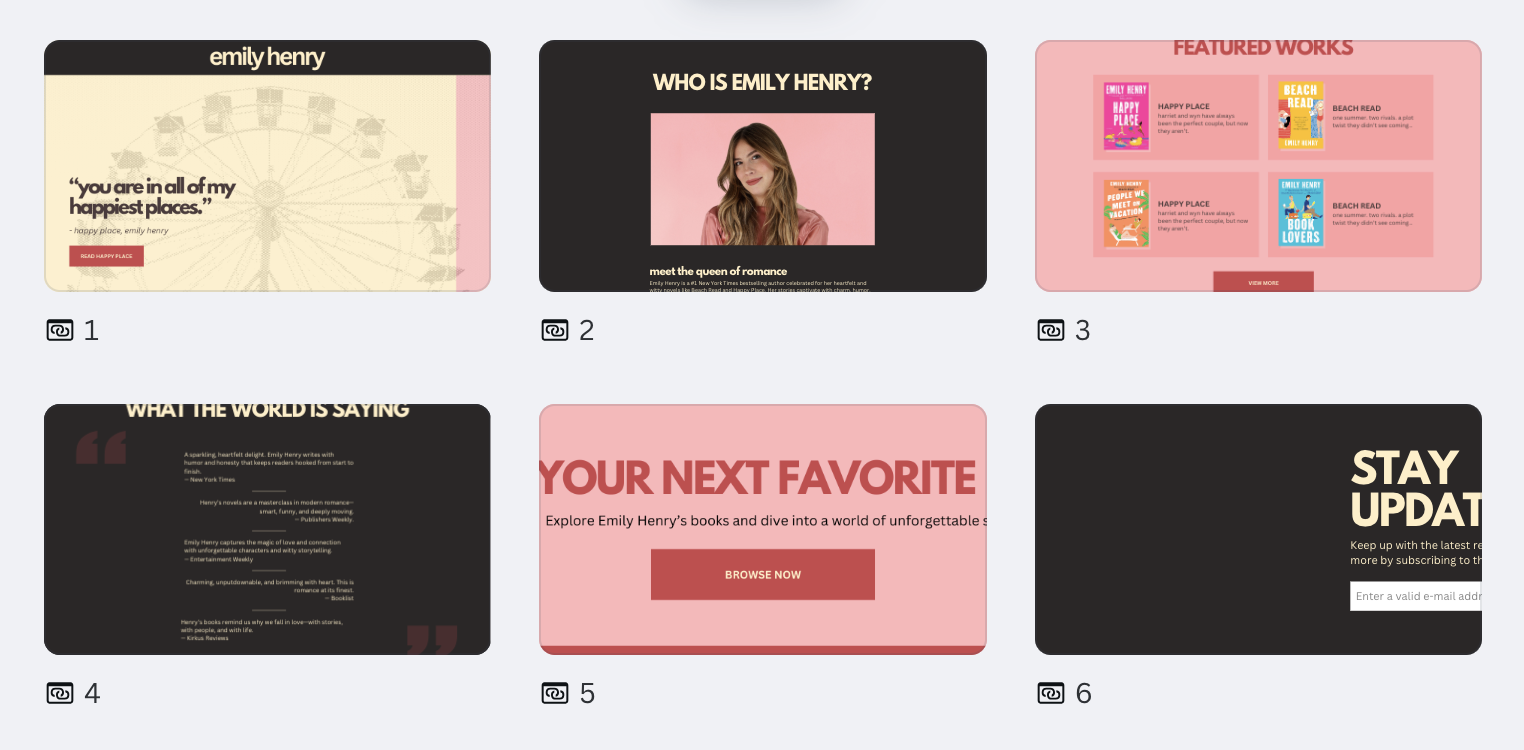 emily henry
“you are in all of my
happiest places.”
- happy place, emily henry
READ HAPPY PLACE
1
WHO IS EMILY HENRY?
meet the queen of romance
Emily Henry is a #1 New York Times bestselling author celebrated for her heartfelt and
witty novels like Beach Read and Happy Place. Her stories captivate with charm, humor,
2
FEATURED WORKS
EMILY HENRY
HAPPY
PLACE
HAPPY PLACE
harriet and wyn have always
been the perfect couple, but now
they aren't.
BEACH
READ
EMILY HENRY
BEACH READ
one summer. two rivals. a plot
twist they didn't see coming...
EMILY HENRY
PEOPLE WE
MEET ON
VACATION
HAPPY PLACE
harriet and wyn have always
been the perfect couple, but now
they aren't.
EMILY HENRY
BOOK
LOVERS
BEACH READ
one summer. two rivals. a plot
twist they didn't see coming...
VIEW MORE
3
WHAT THE WORLD IS SAYING
“
A sparkling, heartfelt delight. Emily Henry writes with
humor and honesty that keeps readers hooked from start to
finish.
— New York Times
Henry's novels are a masterclass in modern romance—
smart, funny, and deeply moving.
— Publishers Weekly.
Emily Henry captures the magic of love and connection
with unforgettable characters and witty storytelling.
— Entertainment Weekly
Charming, unputdownable, and brimming with heart. This is
romance at its finest.
— Booklist
Henry's books remind us why we fall in love—with stories,
with people, and with life.
— Kirkus Reviews
”
4
YOUR NEXT FAVORITE
Explore Emily Henry's books and dive into a world of unforgettable s
BROWSE NOW
5
STAY
UPDAT
Keep up with the latest re
more by subscribing to th
Enter a valid e-mail addr
6